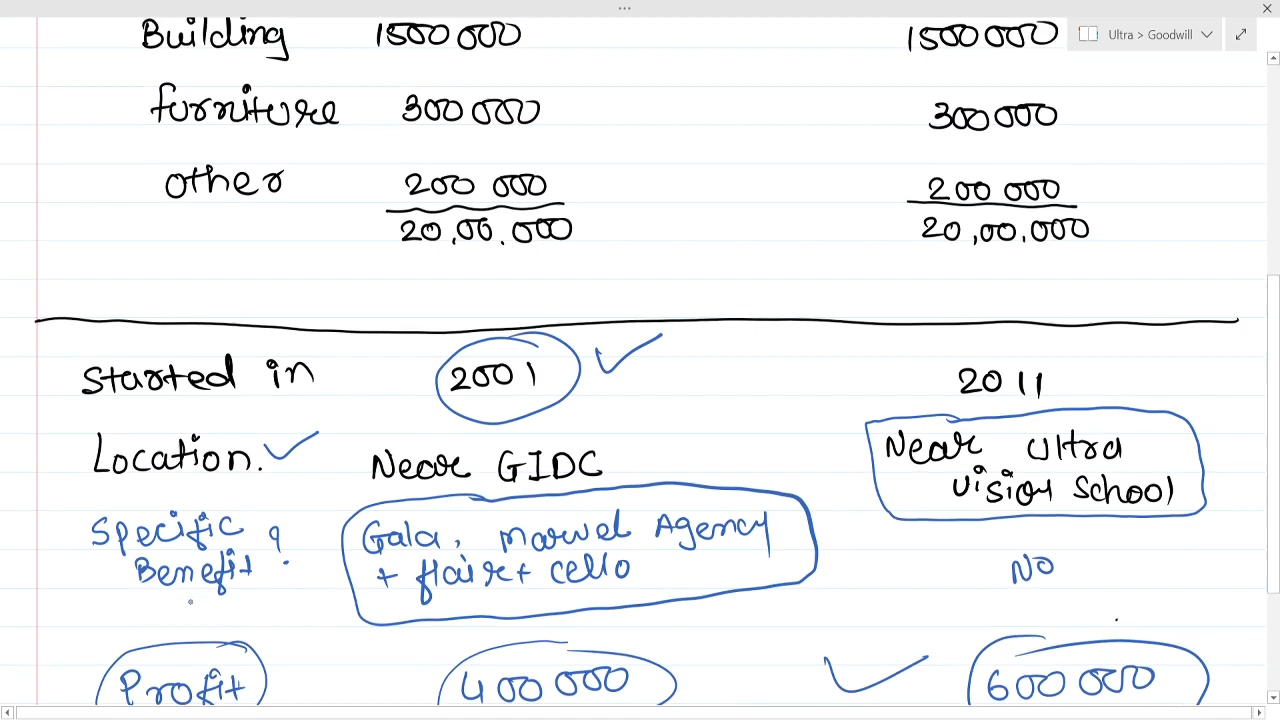 Ultra > Goodwill
Building 1500 000 1500 000
furniture 300 000 300 000
other 200 000 200 000
20,00,000 20,00,000
Started in 2001 2011
Location. Near GIDC Near Ultra
Vision School
Specific Gala, marvel Agency
Benefit ? + flair + cello NO
Profit 400 000 600 000